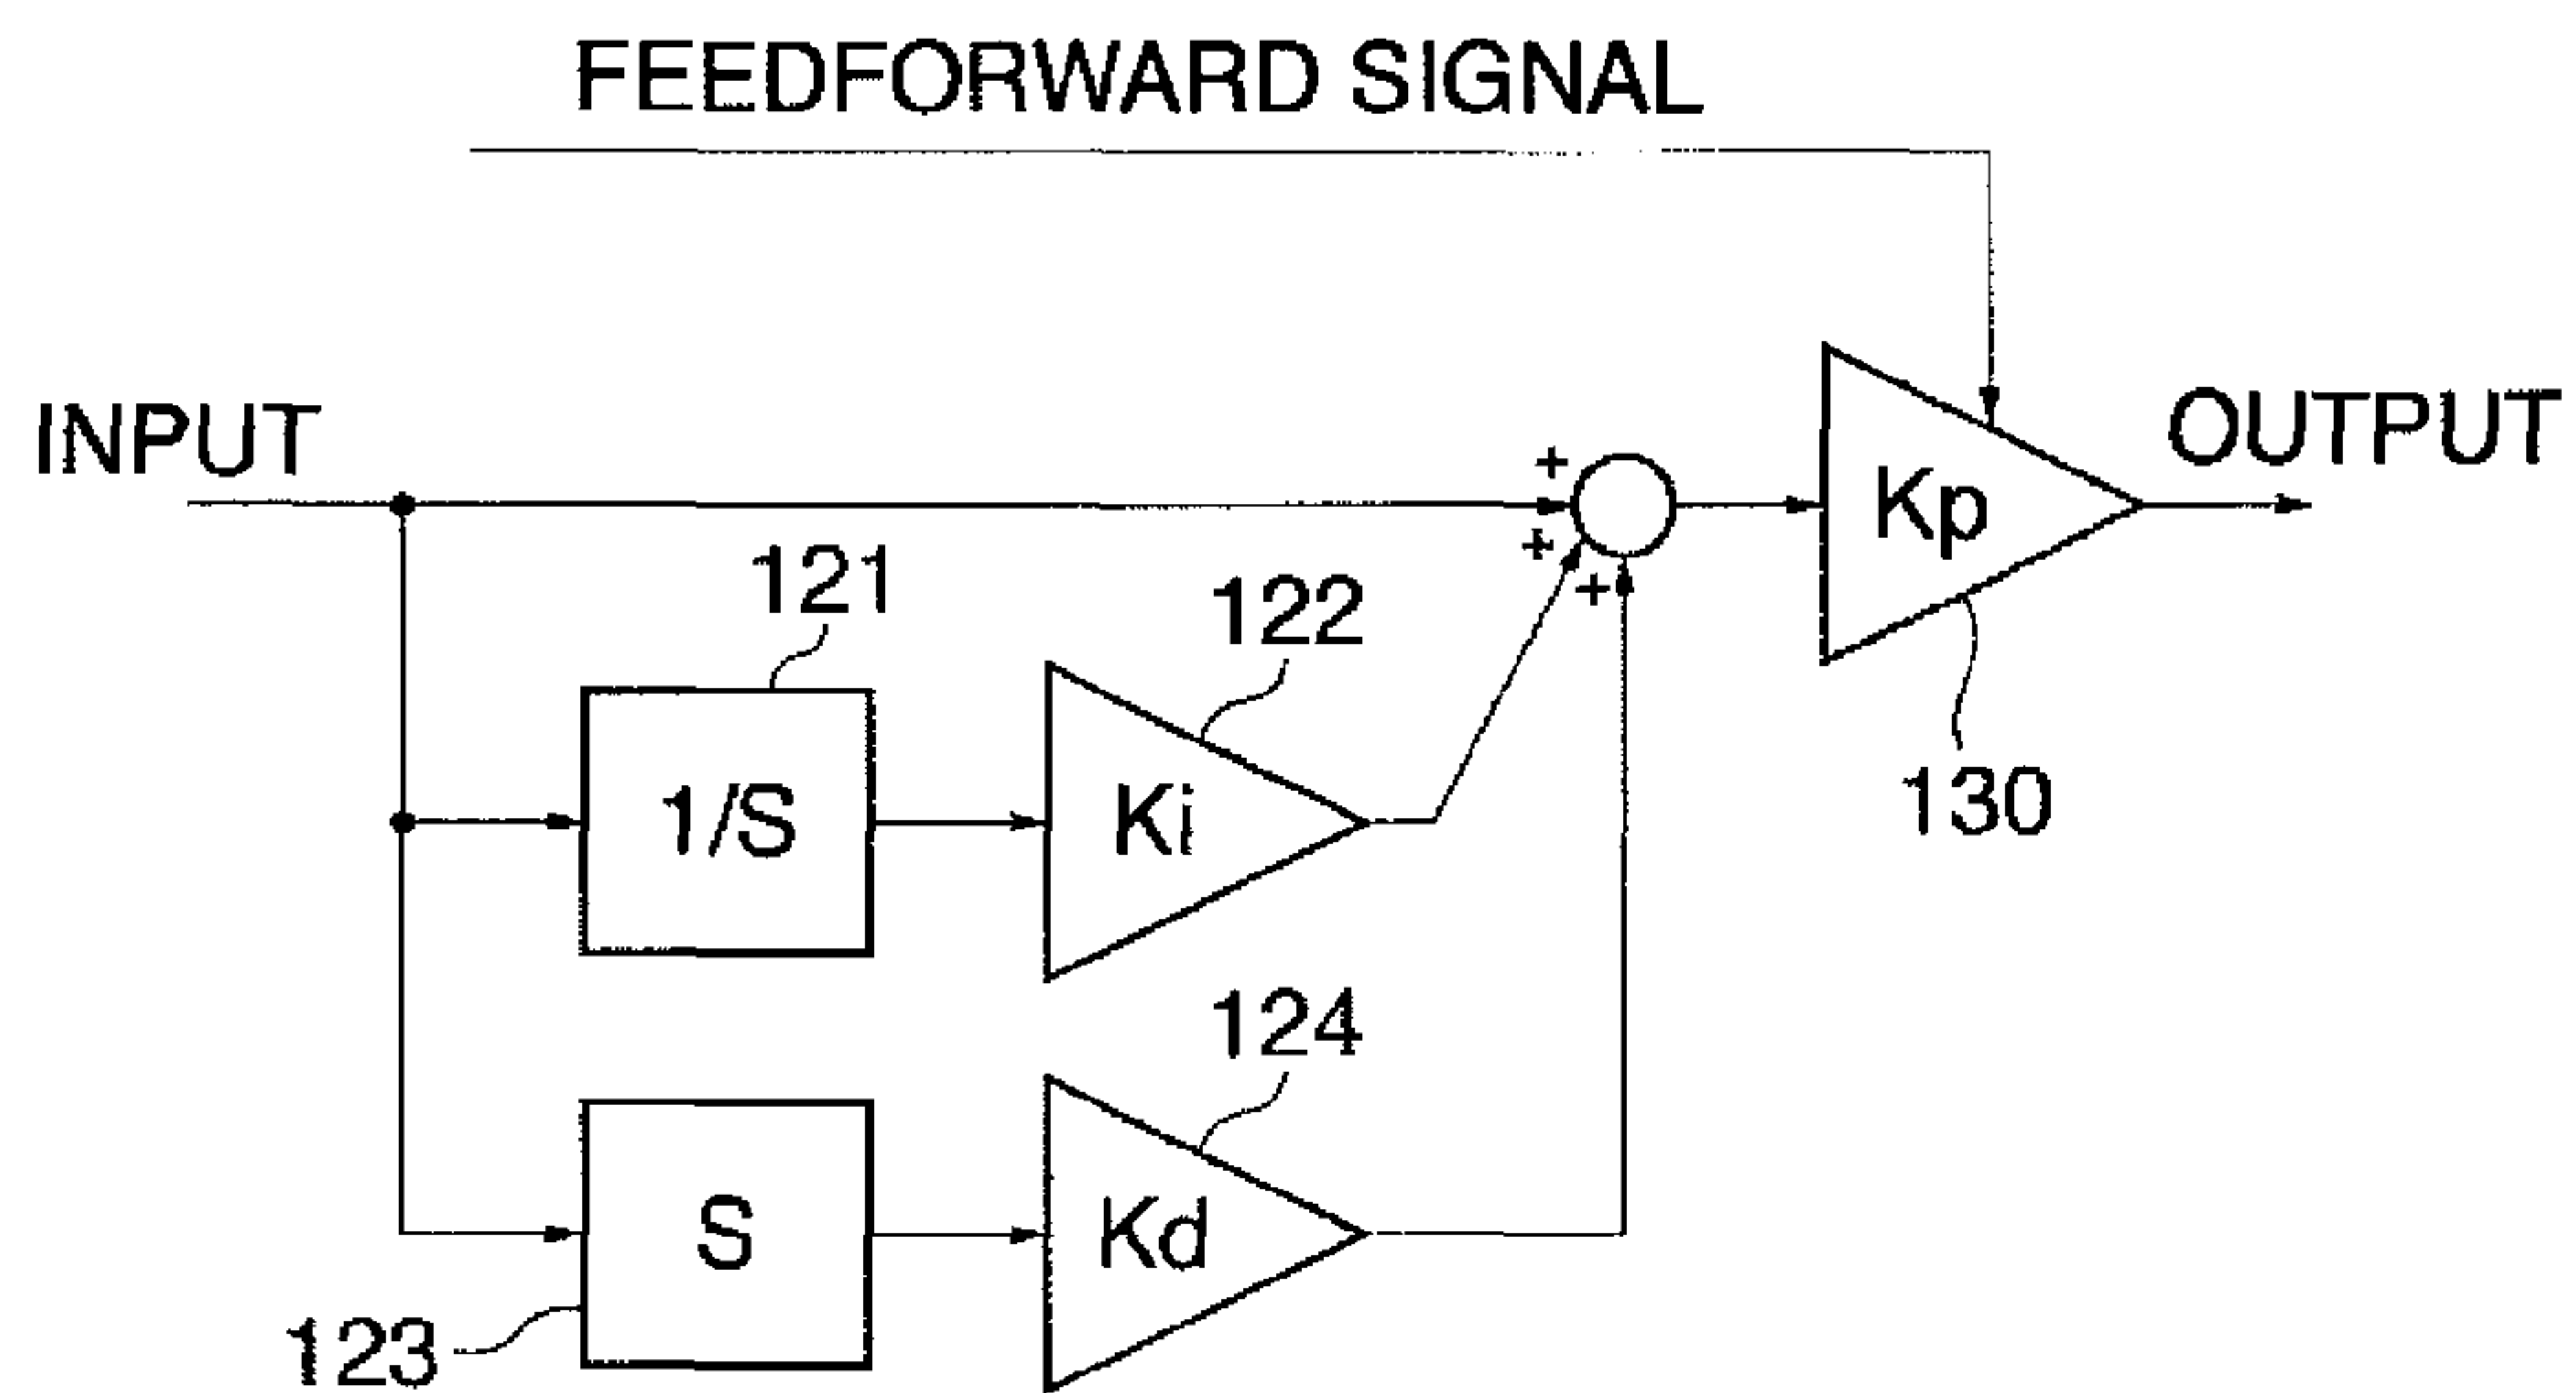 FEEDFORWARD SIGNAL
INPUT
OUTPUT
+
+
+
Kp
121
122
130
1/S
Ki
124
S
Kd
123